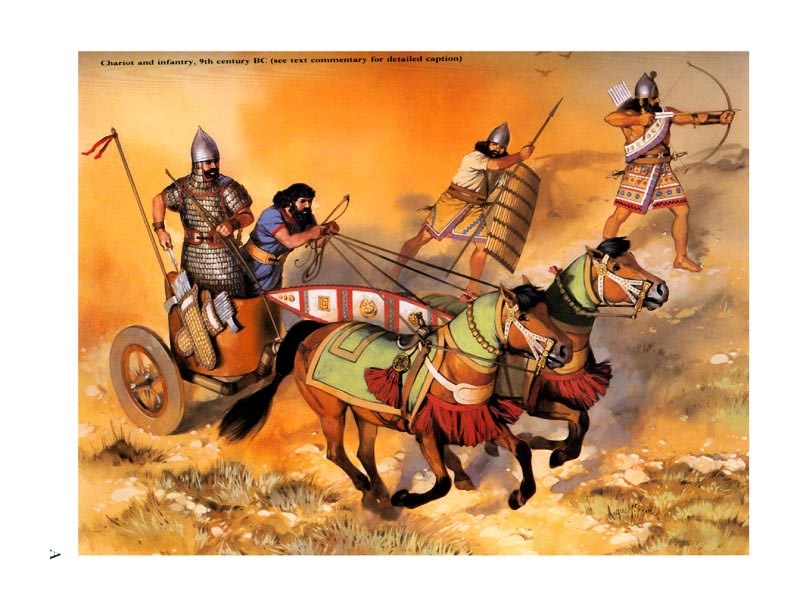 Chariot and infantry, 9th century BC (see text commentary for detailed caption)
A